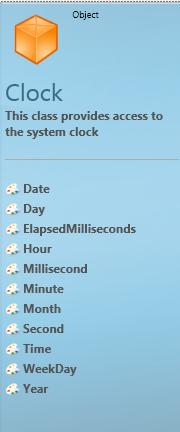 Object
Clock
This class provides access to
the system clock
Date
Day
ElapsedMilliseconds
Hour
Millisecond
Minute
Month
Second
Time
WeekDay
Year